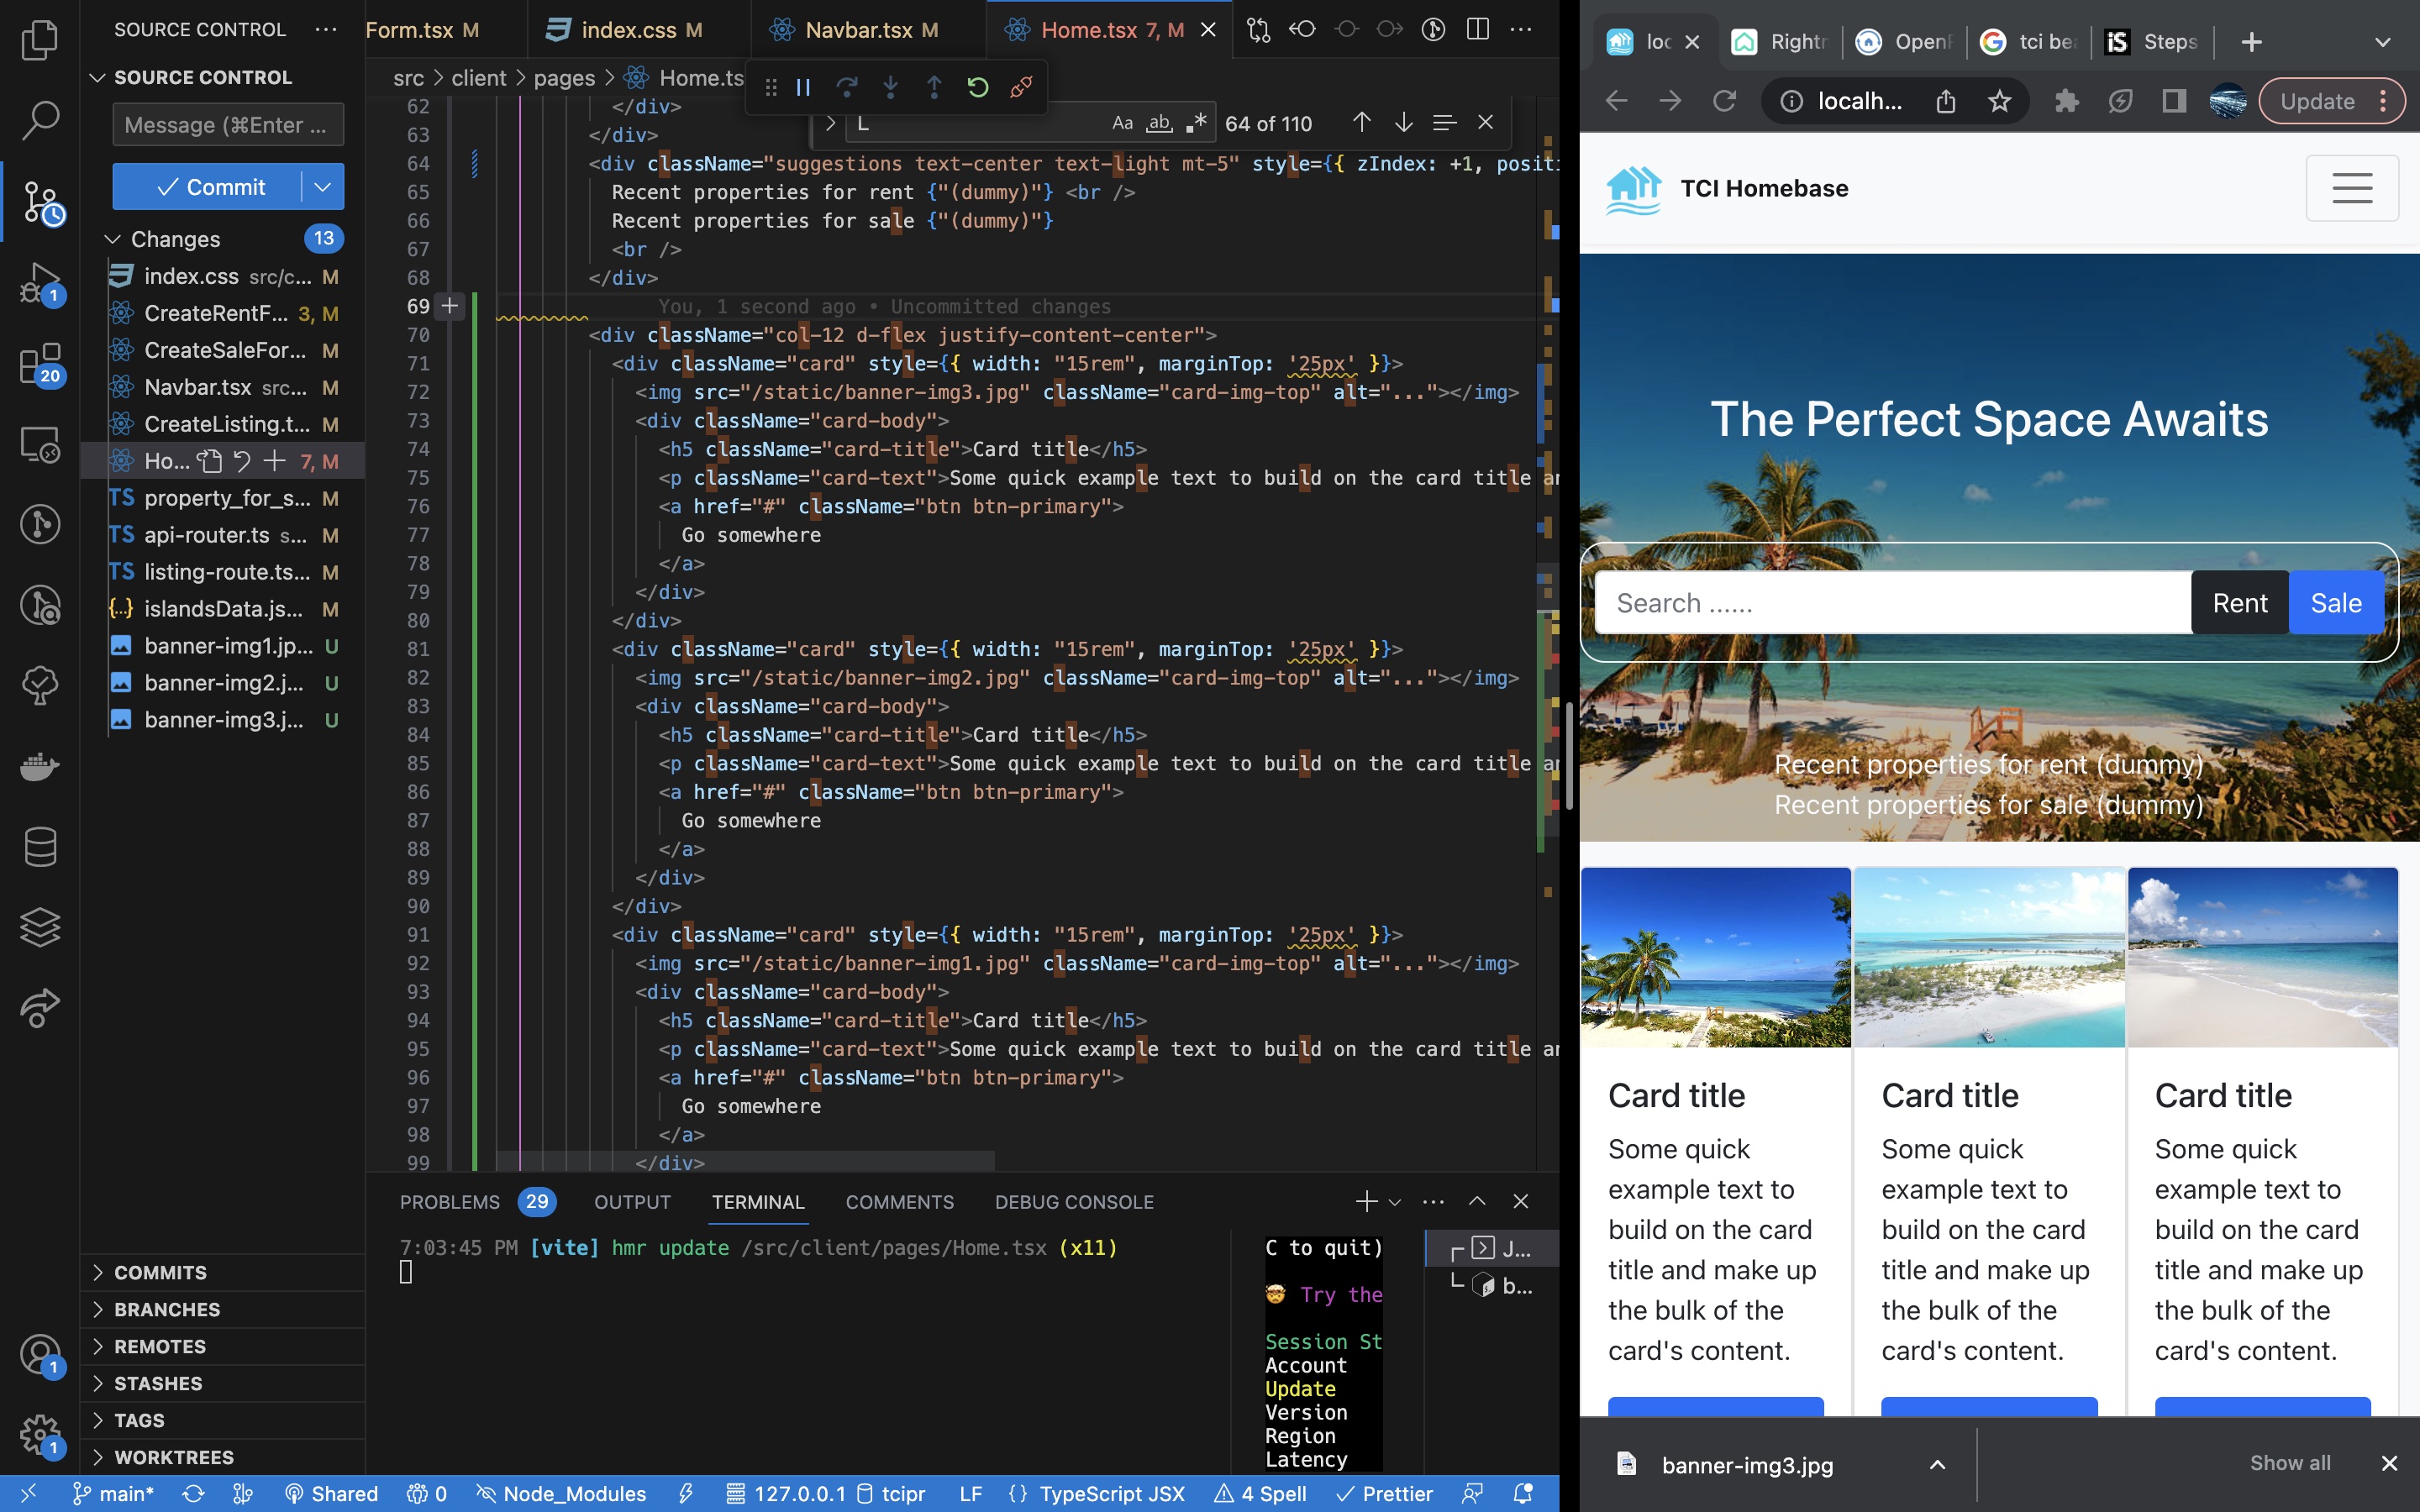 SOURCE CONTROL ···
SOURCE CONTROL
Message (⌘Enter ...
Commit
Changes 13
index.css src/c... M
CreateRentF... 3, M
CreateSaleFor... M
Navbar.tsx src... M
CreateListing.t... M
Ho... 7, M
TS property_for_s... M
TS api-router.ts s... M
TS listing-route.ts... M
{..} islandsData.js... M
banner-img1.jp... U
banner-img2.j... U
banner-img3.j... U
1
20
1
1
COMMITS
BRANCHES
REMOTES
STASHES
TAGS
WORKTREES
Form.tsx M
index.css M
Navbar.tsx M
Home.tsx 7, M
src > client > pages > Home.ts
L Aa ab 64 of 110
62 </div>
63 </div>
64 <div className="suggestions text-center text-light mt-5" style={{ zIndex: +1, positi
65 Recent properties for rent {"(dummy)"} <br />
66 Recent properties for sale {"(dummy)"}
67 <br />
68 </div>
69 You, 1 second ago • Uncommitted changes
70 <div className="col-12 d-flex justify-content-center">
71 <div className="card" style={{ width: "15rem", marginTop: '25px' }}>
72 <img src="/static/banner-img3.jpg" className="card-img-top" alt="..."></img>
73 <div className="card-body">
74 <h5 className="card-title">Card title</h5>
75 <p className="card-text">Some quick example text to build on the card title an
76 <a href="#" className="btn btn-primary">
77 Go somewhere
78 </a>
79 </div>
80 </div>
81 <div className="card" style={{ width: "15rem", marginTop: '25px' }}>
82 <img src="/static/banner-img2.jpg" className="card-img-top" alt="..."></img>
83 <div className="card-body">
84 <h5 className="card-title">Card title</h5>
85 <p className="card-text">Some quick example text to build on the card title an
86 <a href="#" className="btn btn-primary">
87 Go somewhere
88 </a>
89 </div>
90 </div>
91 <div className="card" style={{ width: "15rem", marginTop: '25px' }}>
92 <img src="/static/banner-img1.jpg" className="card-img-top" alt="..."></img>
93 <div className="card-body">
94 <h5 className="card-title">Card title</h5>
95 <p className="card-text">Some quick example text to build on the card title an
96 <a href="#" className="btn btn-primary">
97 Go somewhere
98 </a>
99 </div>
PROBLEMS 29 OUTPUT TERMINAL COMMENTS DEBUG CONSOLE
7:03:45 PM [vite] hmr update /src/client/pages/Home.tsx (x11)
C to quit)
Try the
Session St
Account
Update
Version
Region
Latency
J...
b...
main* Shared 0 Node_Modules 127.0.0.1 tcipr LF {} TypeScript JSX 4 Spell Prettier
loc Rightr OpenF tci bea iS Steps
localh... Update
TCI Homebase
The Perfect Space Awaits
Search ...... Rent Sale
Recent properties for rent (dummy)
Recent properties for sale (dummy)
Card title
Some quick
example text to
build on the card
title and make up
the bulk of the
card's content.
Card title
Some quick
example text to
build on the card
title and make up
the bulk of the
card's content.
Card title
Some quick
example text to
build on the card
title and make up
the bulk of the
card's content.
banner-img3.jpg Show all